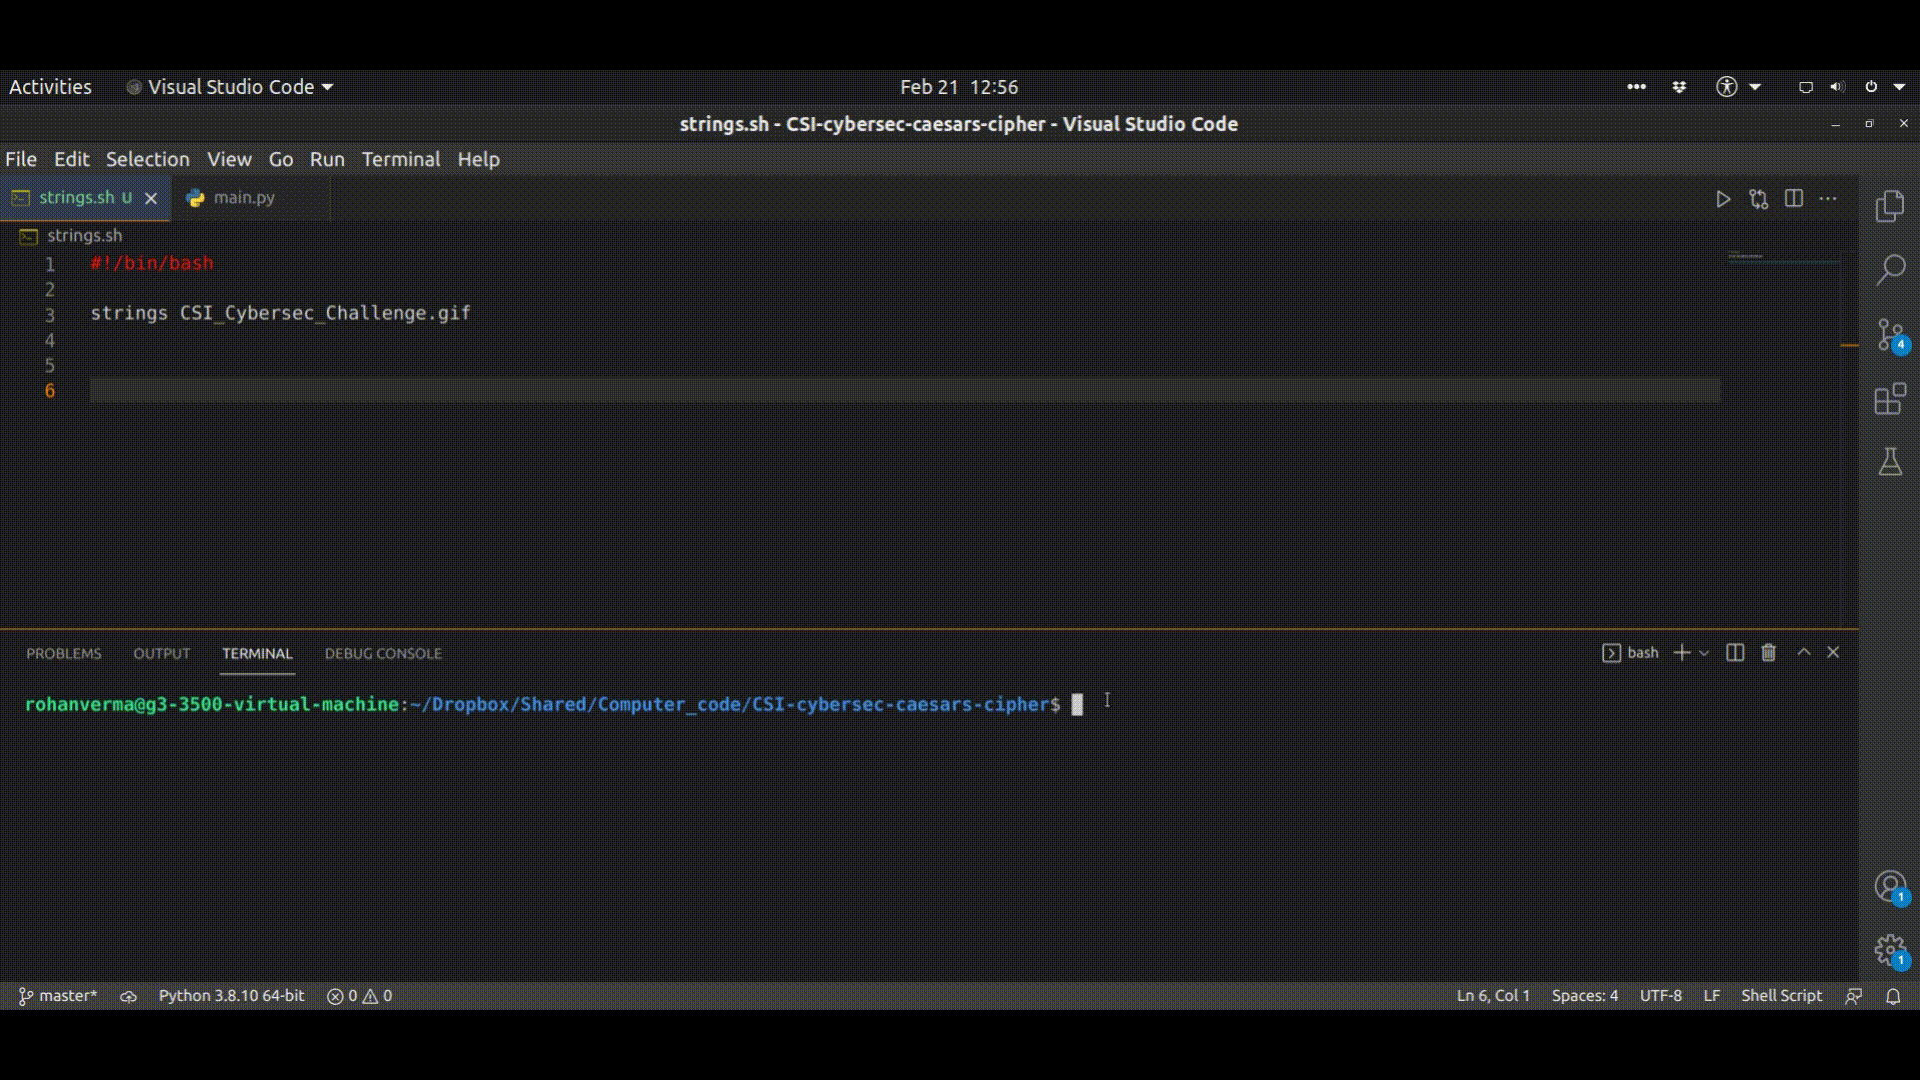 Activities Visual Studio Code Feb 21 12:56
strings.sh - CSI-cybersec-caesars-cipher - Visual Studio Code
File Edit Selection View Go Run Terminal Help
strings.sh U main.py
strings.sh
1 #!/bin/bash
2
3 strings CSI_Cybersec_Challenge.gif
4
5
6
4
PROBLEMS OUTPUT TERMINAL DEBUG CONSOLE bash
rohanverma@g3-3500-virtual-machine:~/Dropbox/Shared/Computer_code/CSI-cybersec-caesars-cipher$
1
1
master* Python 3.8.10 64-bit 0 0 Ln 6, Col 1 Spaces: 4 UTF-8 LF Shell Script